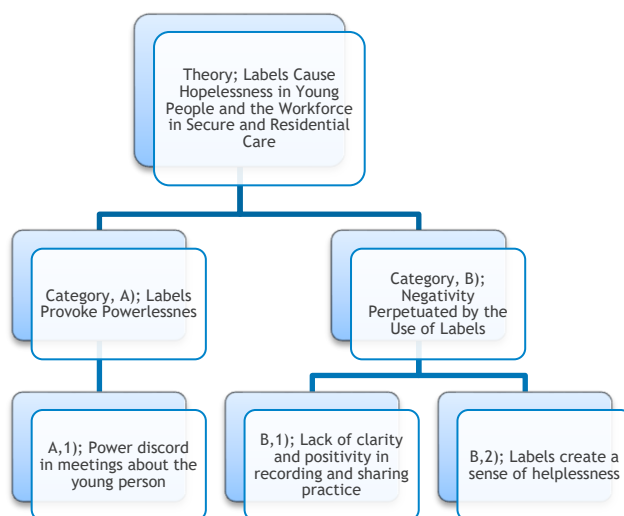 Theory; Labels Cause
Hopelessness in Young
People and the Workforce
in Secure and Residential
Care
Category, A); Labels
Provoke Powerlessnes
Category, B);
Negativity
Perpetuated by the
Use of Labels
A,1); Power discord
in meetings about the
young person
B,1); Lack of clarity
and positivity in
recording and sharing
practice
B,2); Labels create a
sense of helplessness